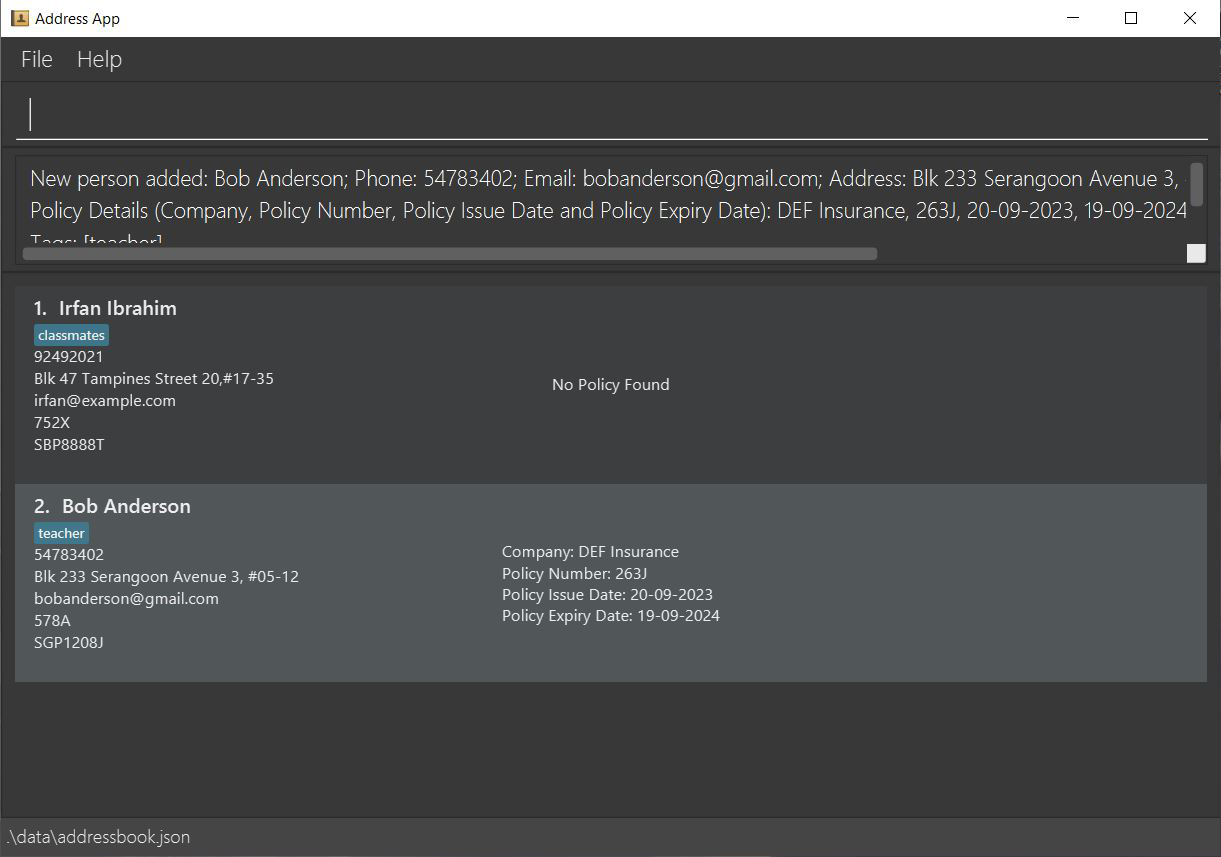 Address App
File Help
New person added: Bob Anderson; Phone: 54783402; Email: bobanderson@gmail.com; Address: Blk 233 Serangoon Avenue 3,
Policy Details (Company, Policy Number, Policy Issue Date and Policy Expiry Date): DEF Insurance, 263J, 20-09-2023, 19-09-2024
Tags: [teacher]
1. Irfan Ibrahim
classmates
92492021
Blk 47 Tampines Street 20,#17-35
irfan@example.com
752X
SBP8888T
No Policy Found
2. Bob Anderson
teacher
54783402
Blk 233 Serangoon Avenue 3, #05-12
bobanderson@gmail.com
578A
SGP1208J
Company: DEF Insurance
Policy Number: 263J
Policy Issue Date: 20-09-2023
Policy Expiry Date: 19-09-2024
.\data\addressbook.json